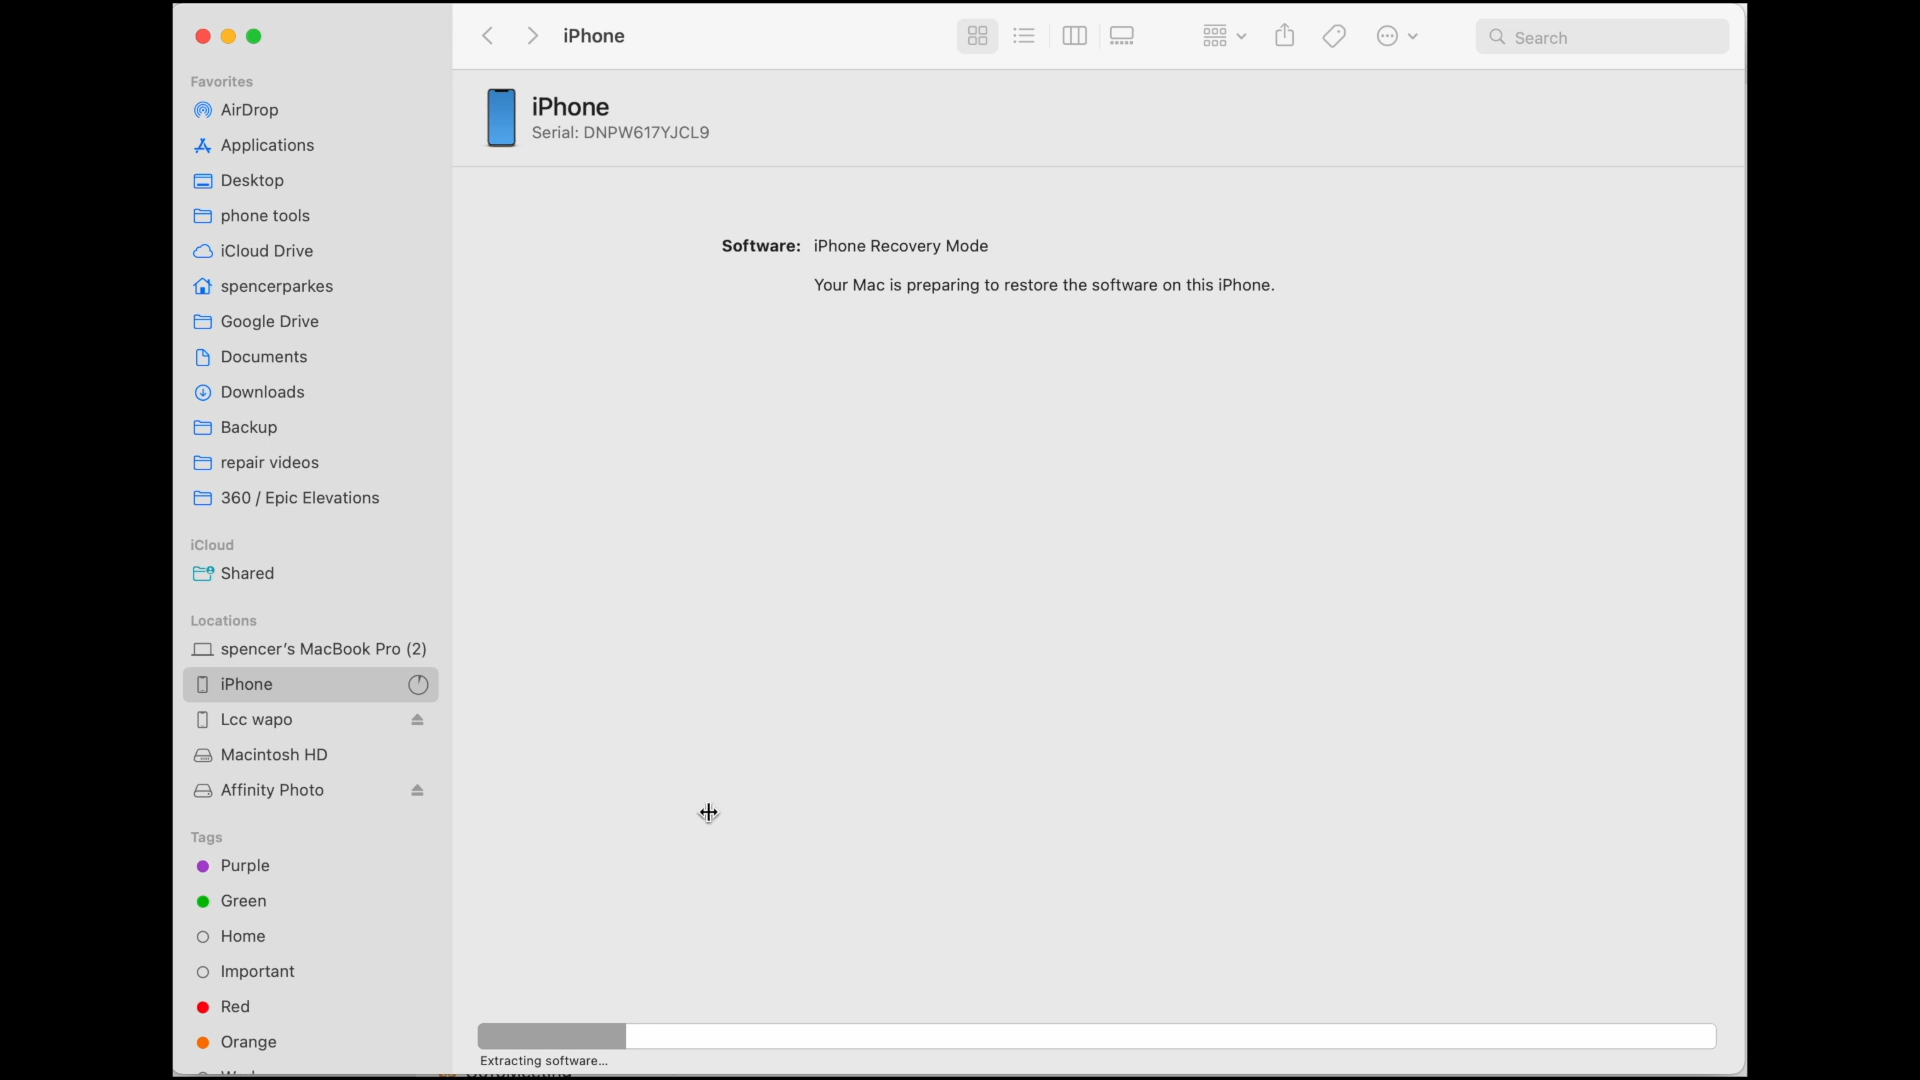 iPhone
Search
Favorites
AirDrop
Applications
Desktop
phone tools
iCloud Drive
spencerparkes
Google Drive
Documents
Downloads
Backup
repair videos
360 / Epic Elevations
iCloud
Shared
Locations
spencer's MacBook Pro (2)
iPhone
Lcc wapo
Macintosh HD
Affinity Photo
Tags
Purple
Green
Home
Important
Red
Orange
iPhone
Serial: DNPW617YJCL9
Software: iPhone Recovery Mode
Your Mac is preparing to restore the software on this iPhone.
Extracting software...